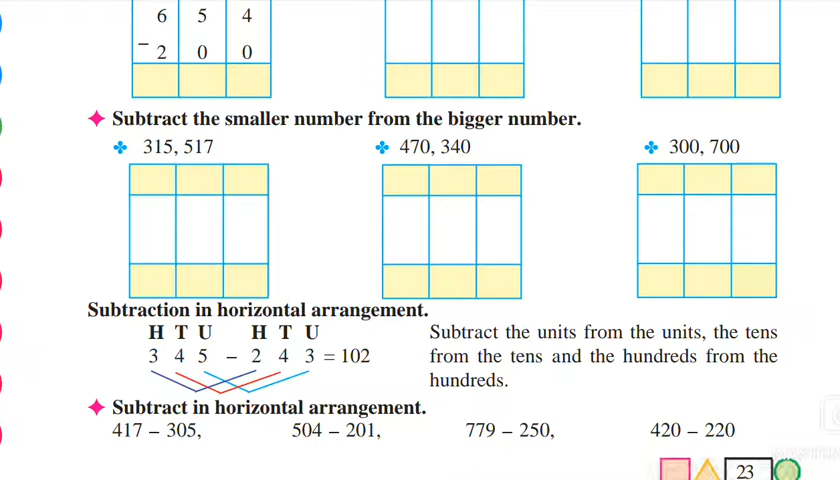 6 5 4
− 2 0 0
Subtract the smaller number from the bigger number.
315, 517
470, 340
300, 700
Subtraction in horizontal arrangement.
H T U H T U
3 4 5 − 2 4 3 = 102
Subtract the units from the units, the tens
from the tens and the hundreds from the
hundreds.
Subtract in horizontal arrangement.
417 − 305, 504 − 201, 779 − 250, 420 − 220
23